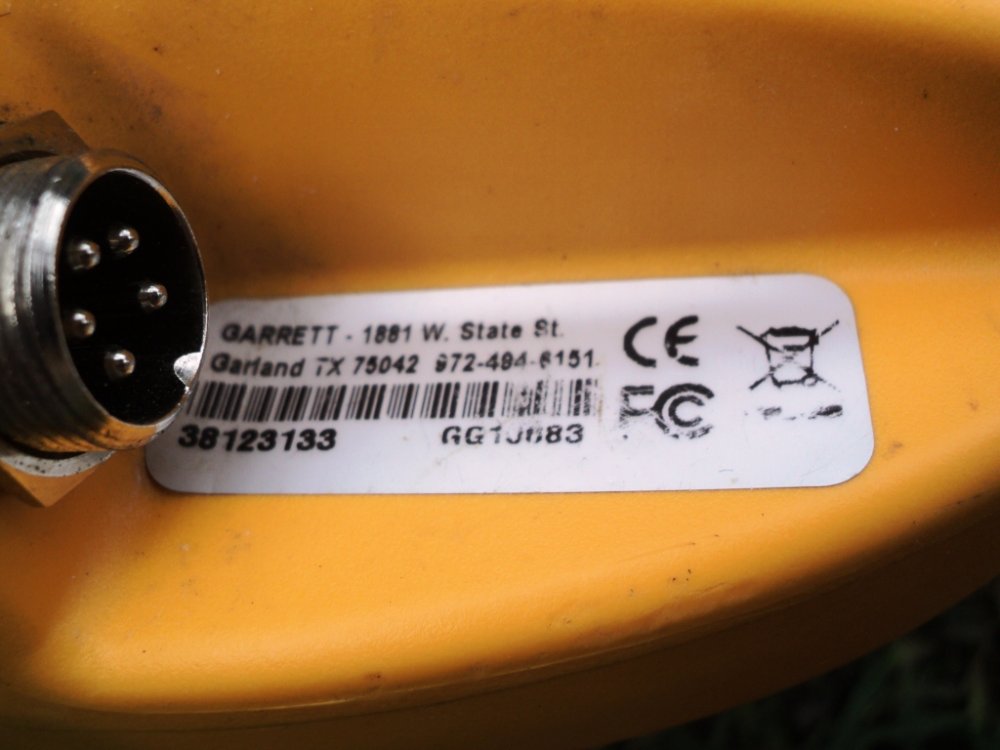 GARRETT - 1881 W. State St.
Garland TX 75042 972-494-6151
38123133
CE
FC